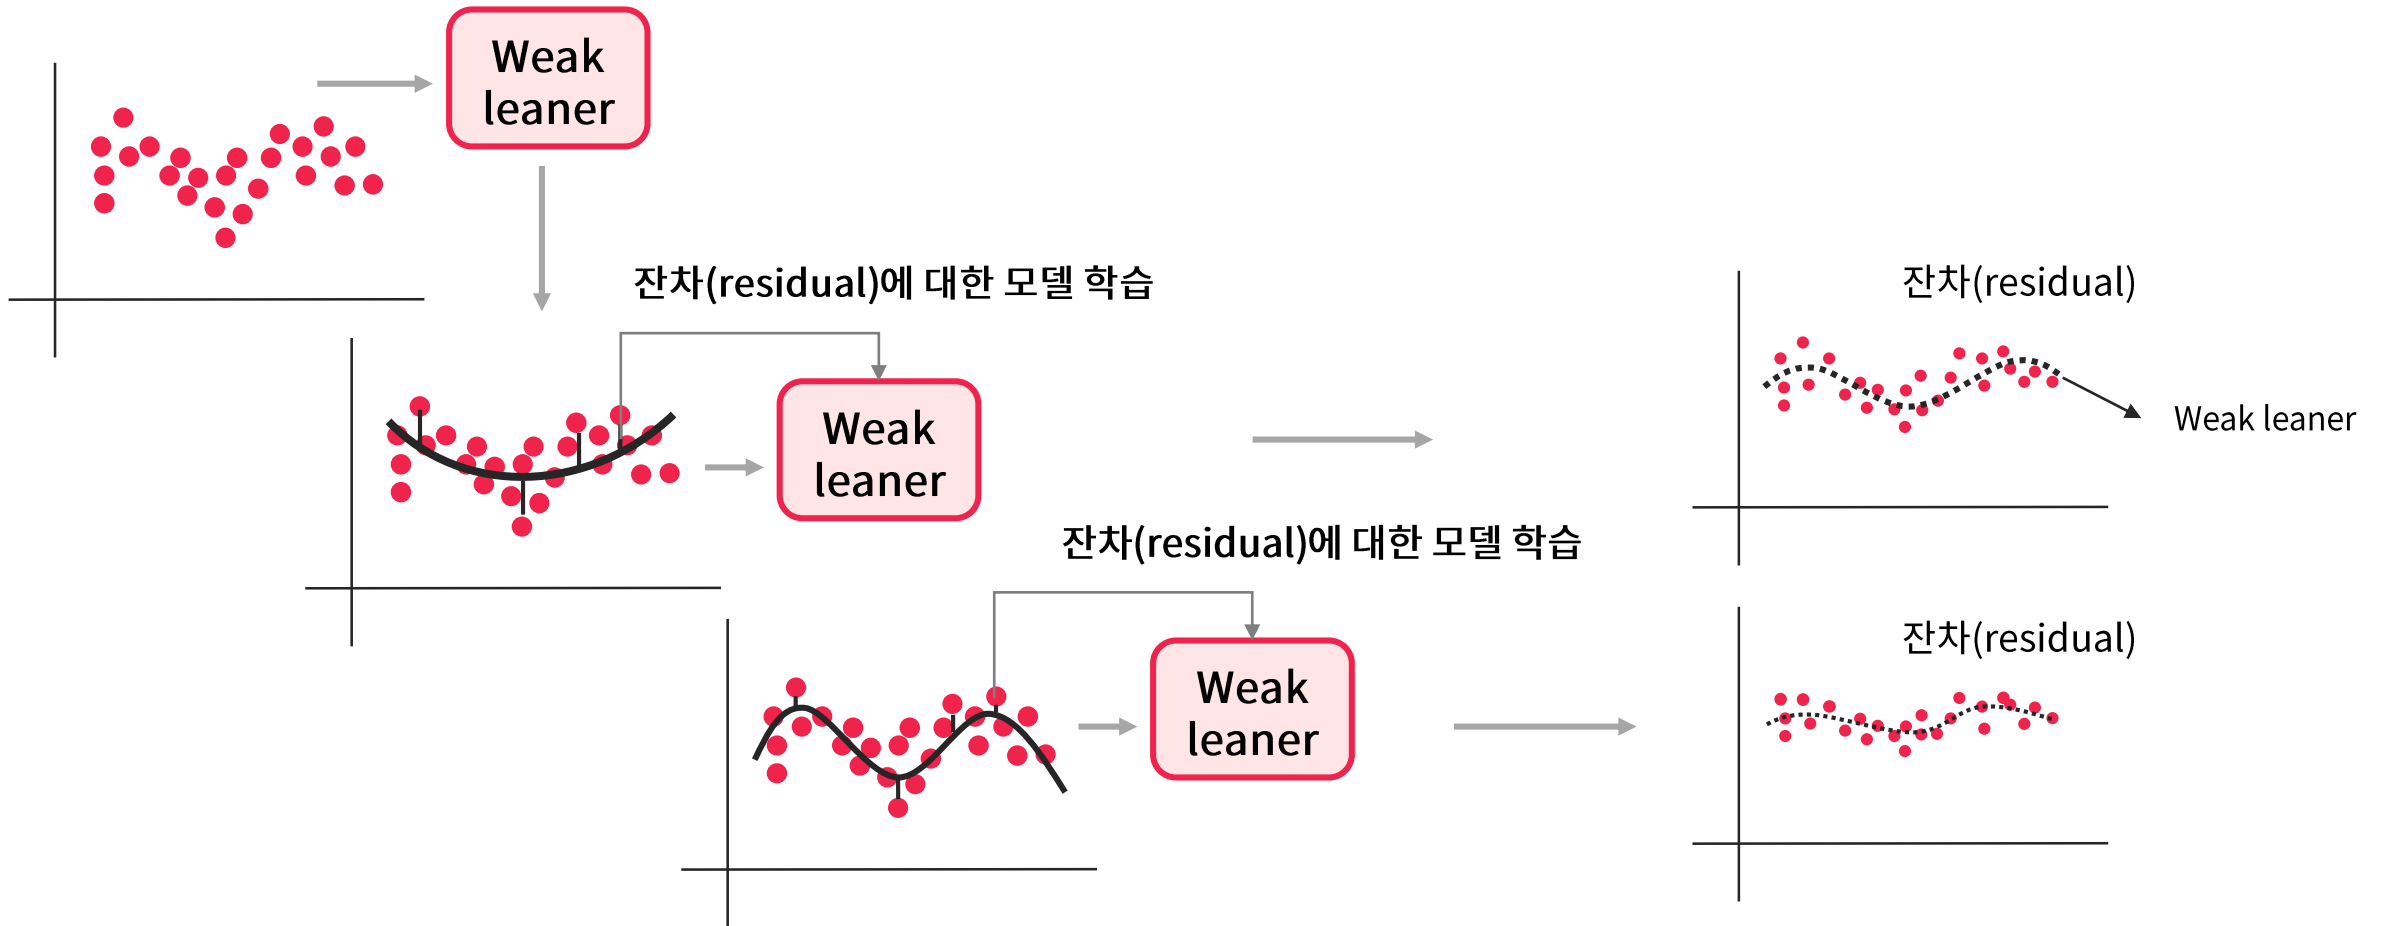 Weak
leaner
잔차(residual)에 대한 모델 학습
잔차(residual)
Weak
leaner
Weak leaner
잔차(residual)에 대한 모델 학습
잔차(residual)
Weak
leaner